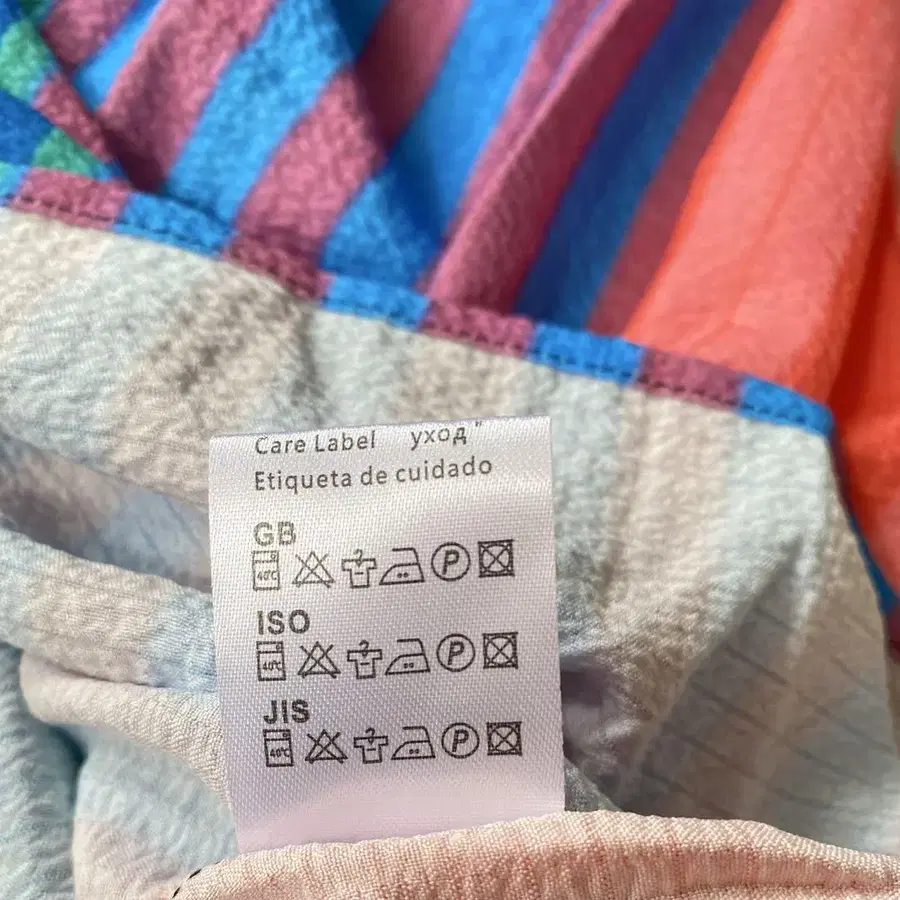 Care Label уход"
Etiqueta de cuidado
GB
40℃ P
ISO
40℃ P
JIS
40℃ P